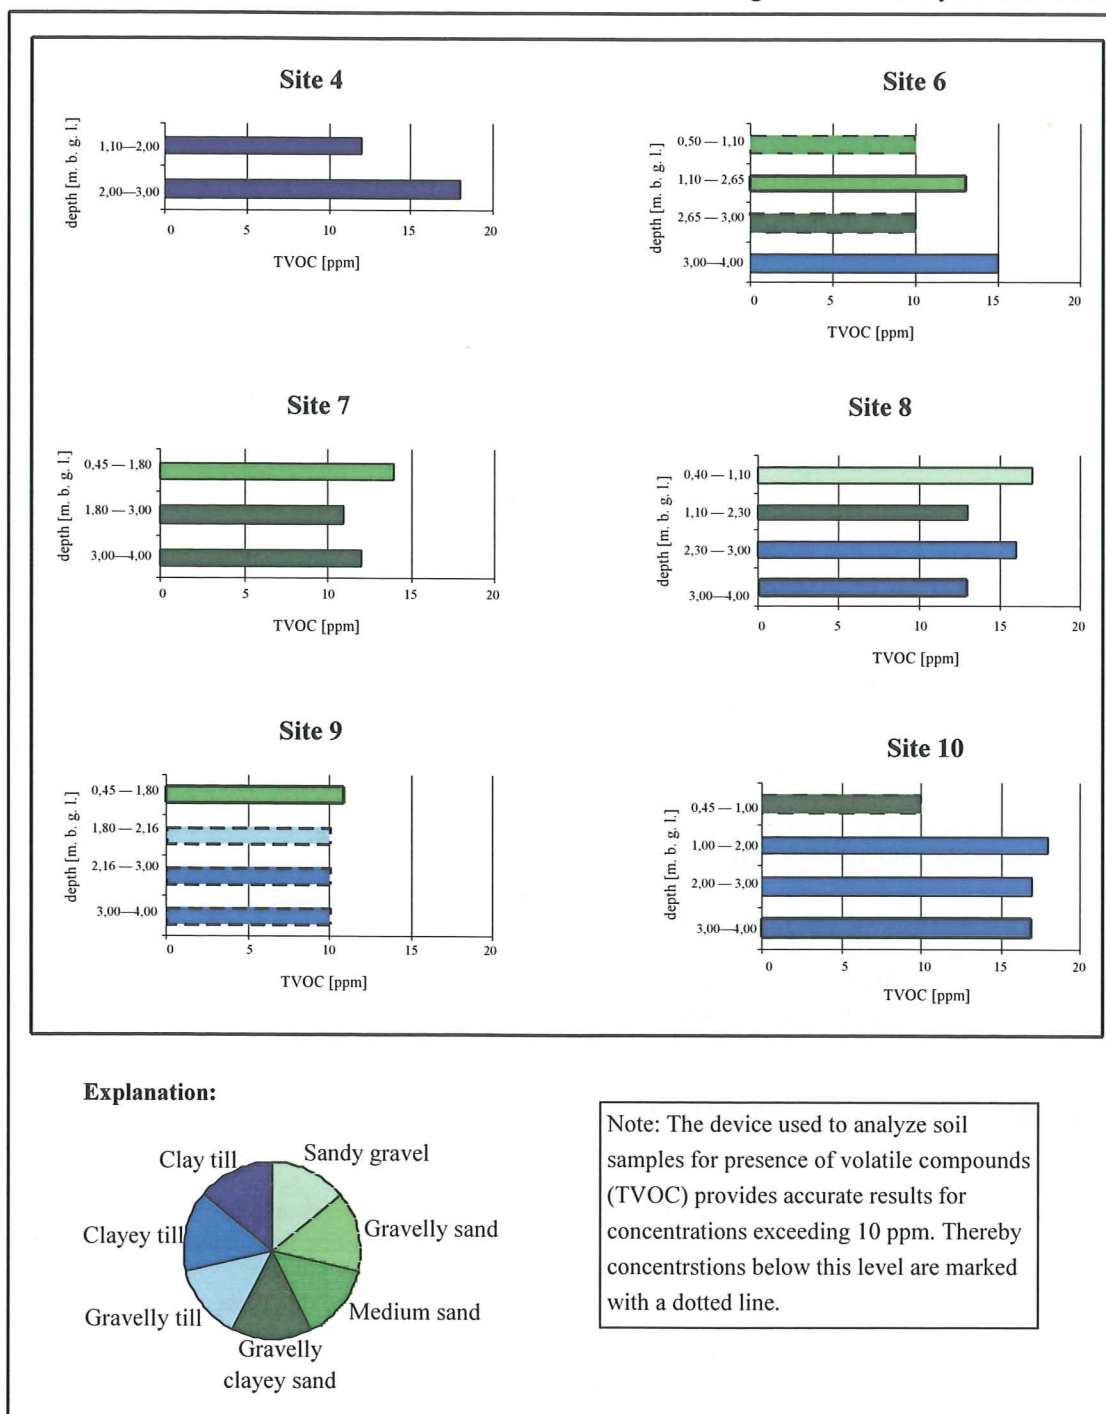 Site 4
depth [m. b. g. l.]
1,10—2,00
2,00—3,00
0 5 10 15 20
TVOC [ppm]
Site 6
depth [m. b. g. l.]
0,50 — 1,10
1,10 — 2,65
2,65 — 3,00
3,00—4,00
0 5 10 15 20
TVOC [ppm]
Site 7
depth [m. b. g. l.]
0,45 — 1,80
1,80 — 3,00
3,00—4,00
0 5 10 15 20
TVOC [ppm]
Site 8
depth [m. b. g. l.]
0,40 — 1,10
1,10 — 2,30
2,30 — 3,00
3,00—4,00
0 5 10 15 20
TVOC [ppm]
Site 9
depth [m. b. g. l.]
0,45 — 1,80
1,80 — 2,16
2,16 — 3,00
3,00—4,00
0 5 10 15 20
TVOC [ppm]
Site 10
depth [m. b. g. l.]
0,45 — 1,00
1,00 — 2,00
2,00 — 3,00
3,00—4,00
0 5 10 15 20
TVOC [ppm]
Explanation:
Clay till
Sandy gravel
Clayey till
Gravelly sand
Gravelly till
Medium sand
Gravelly
clayey sand
Note: The device used to analyze soil
samples for presence of volatile compounds
(TVOC) provides accurate results for
concentrations exceeding 10 ppm. Thereby
concentrstions below this level are marked
with a dotted line.